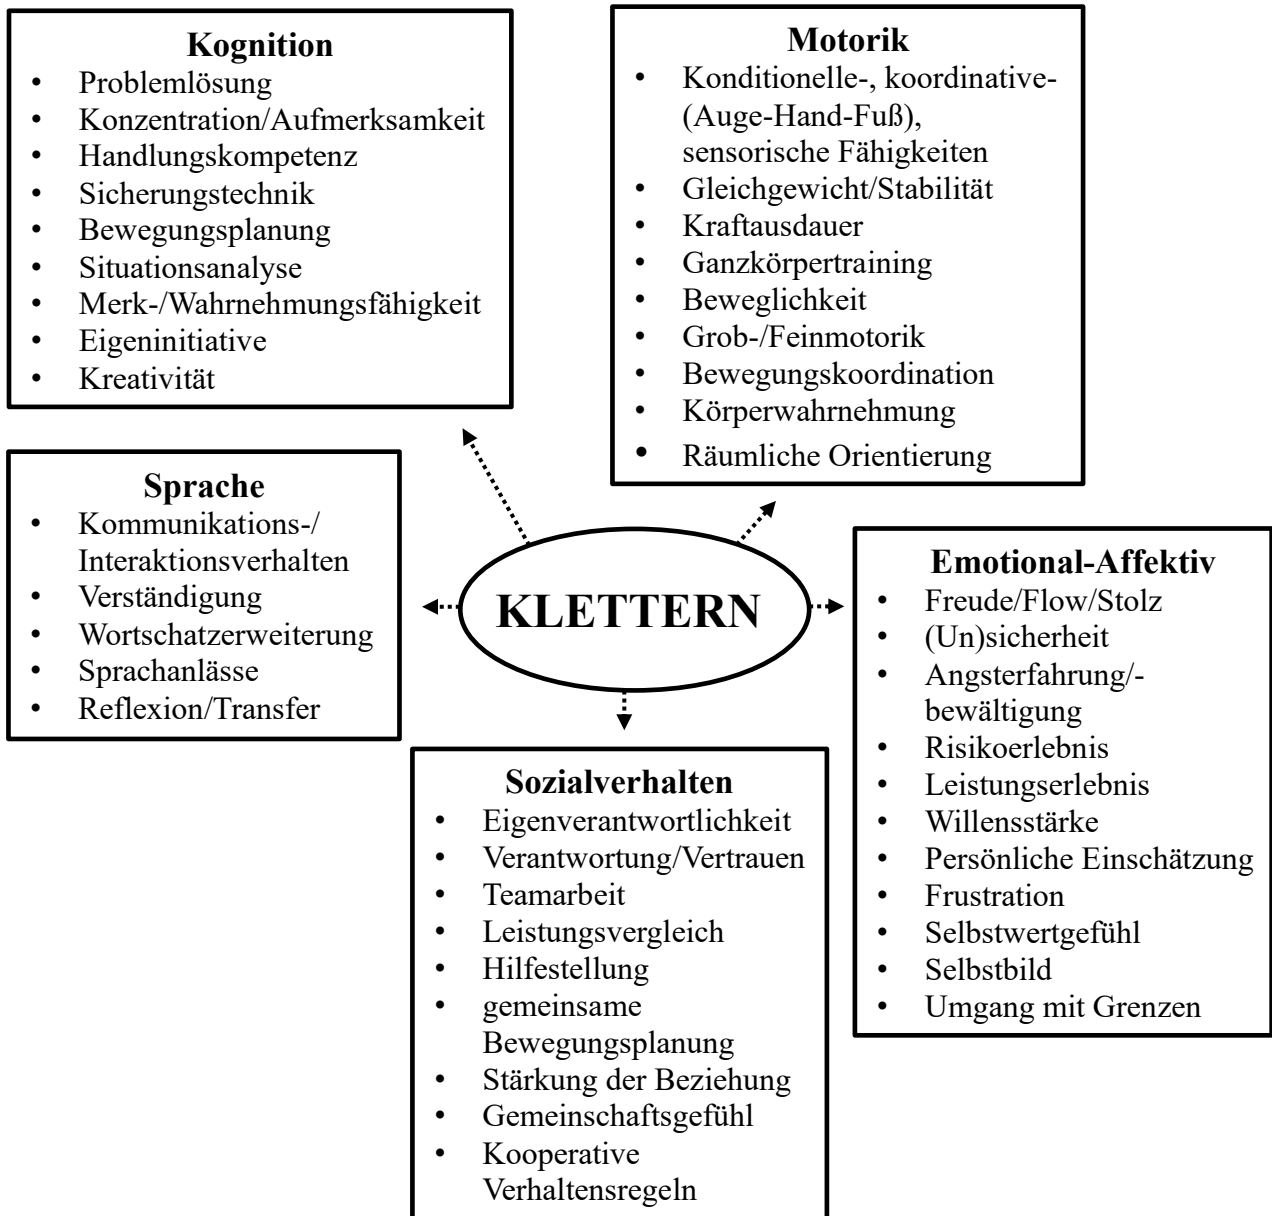 Kognition
• Problemlösung
• Konzentration/Aufmerksamkeit
• Handlungskompetenz
• Sicherungstechnik
• Bewegungsplanung
• Situationsanalyse
• Merk-/Wahrnehmungsfähigkeit
• Eigeninitiative
• Kreativität
Motorik
• Konditionelle-, koordinative-
(Auge-Hand-Fuß),
sensorische Fähigkeiten
• Gleichgewicht/Stabilität
• Kraftausdauer
• Ganzkörpertraining
• Beweglichkeit
• Grob-/Feinmotorik
• Bewegungskoordination
• Körperwahrnehmung
• Räumliche Orientierung
Sprache
• Kommunikations-/
Interaktionsverhalten
• Verständigung
• Wortschatzerweiterung
• Sprachanlässe
• Reflexion/Transfer
KLETTERN
Emotional-Affektiv
• Freude/Flow/Stolz
• (Un)sicherheit
• Angsterfahrung/-
bewältigung
• Risikoerlebnis
• Leistungserlebnis
• Willensstärke
• Persönliche Einschätzung
• Frustration
• Selbstwertgefühl
• Selbstbild
• Umgang mit Grenzen
Sozialverhalten
• Eigenverantwortlichkeit
• Verantwortung/Vertrauen
• Teamarbeit
• Leistungsvergleich
• Hilfestellung
• gemeinsame
Bewegungsplanung
• Stärkung der Beziehung
• Gemeinschaftsgefühl
• Kooperative
Verhaltensregeln